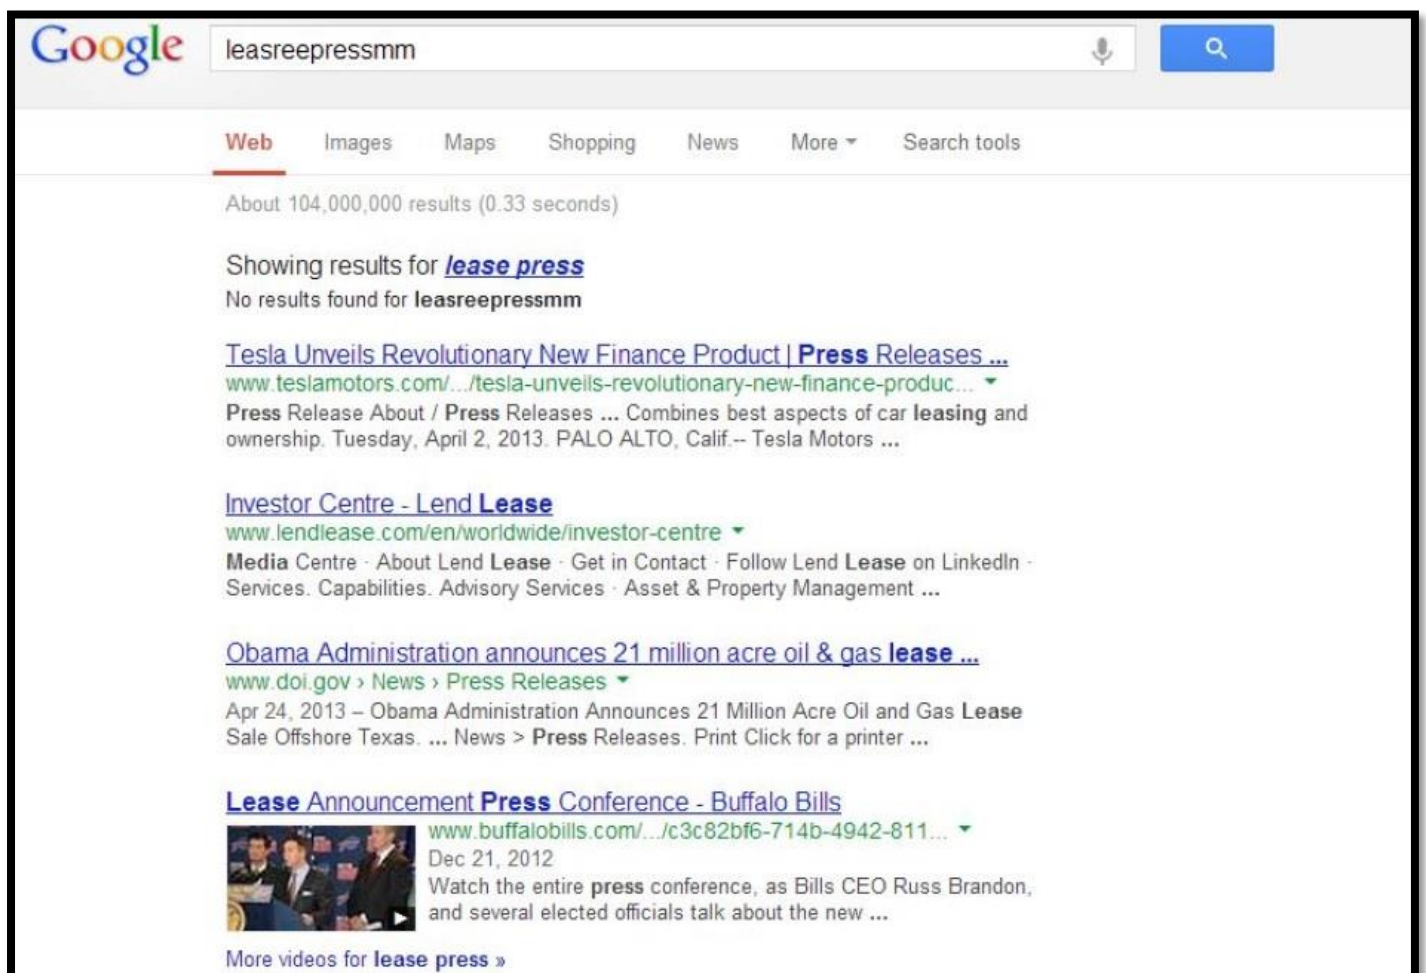 Google leasreepressmm
Web Images Maps Shopping News More Search tools
About 104,000,000 results (0.33 seconds)
Showing results for lease press
No results found for leasreepressmm
Tesla Unveils Revolutionary New Finance Product | Press Releases ...
www.teslamotors.com/.../tesla-unveils-revolutionary-new-finance-produc...
Press Release About / Press Releases ... Combines best aspects of car leasing and
ownership. Tuesday, April 2, 2013. PALO ALTO, Calif.-- Tesla Motors ...
Investor Centre - Lend Lease
www.lendlease.com/en/worldwide/investor-centre
Media Centre · About Lend Lease · Get in Contact · Follow Lend Lease on LinkedIn ·
Services. Capabilities. Advisory Services · Asset & Property Management ...
Obama Administration announces 21 million acre oil & gas lease ...
www.doi.gov › News › Press Releases
Apr 24, 2013 – Obama Administration Announces 21 Million Acre Oil and Gas Lease
Sale Offshore Texas. ... News > Press Releases. Print Click for a printer ...
Lease Announcement Press Conference - Buffalo Bills
www.buffalobills.com/.../c3c82bf6-714b-4942-811...
Dec 21, 2012
Watch the entire press conference, as Bills CEO Russ Brandon,
and several elected officials talk about the new ...
More videos for lease press »